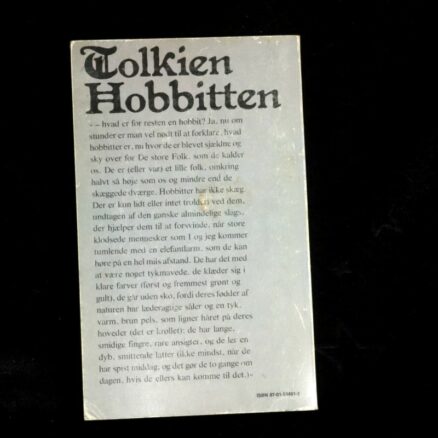 Tolkien
Hobbitten
– – hvad er for resten en hobbit? Ja, nu om
stunder er man vel nødt til at forklare, hvad
hobbitter er, nu hvor de er blevet sjældne og
sky over for De store Folk, som de kalder
os. De er (eller var) et lille folk, omkring
halvt så høje som os og mindre end de
skæggede dværge. Hobbitter har ikke skæg.
Der er kun lidt eller intet trolddom ved dem,
undtagen af den ganske almindelige slags,
der hjælper dem til at forsvinde, når store
klodsede mennesker som I og jeg kommer
tumlende med en elefantlarm, som de kan
høre på en hel mils afstand. De har det med
at være noget tykmavede, de klæder sig i
klare farver (først og fremmest grønt og
gult), de går uden sko, fordi deres fødder af
naturen har læderagtige såler og en tyk,
varm, brun pels, som ligner håret på deres
hoveder (det er krøllet); de har lange,
smidige fingre, rare ansigter, og de ler en
dyb, smittende latter (ikke mindst, når de
har spist middag, og det gør de to gange om
dagen, hvis de ellers kan komme til det.)–